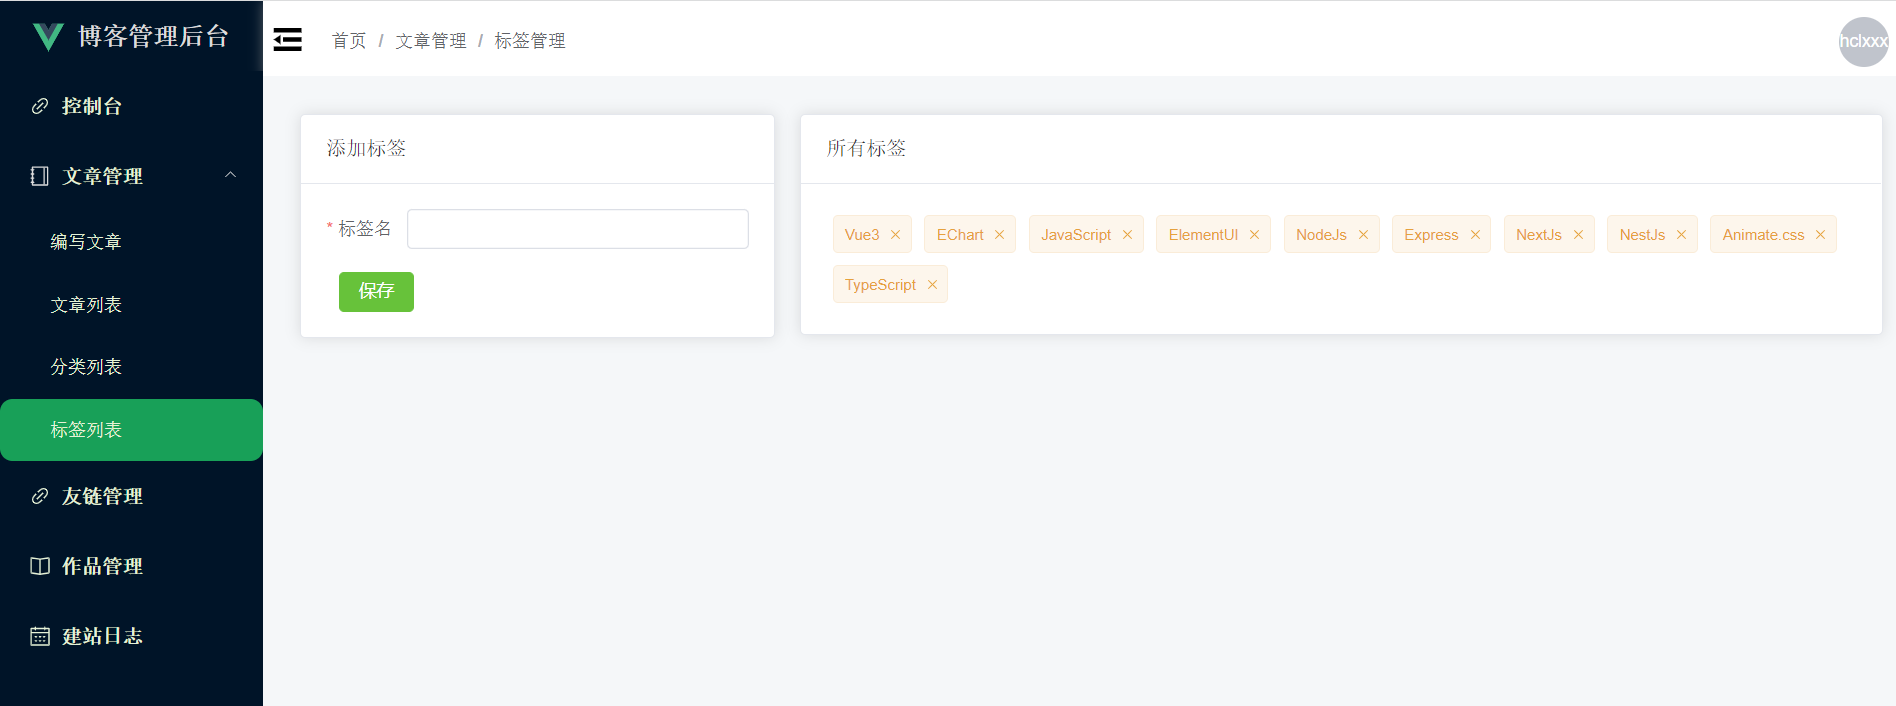 博客管理后台
控制台
文章管理
编写文章
文章列表
分类列表
标签列表
友链管理
作品管理
建站日志
首页 / 文章管理 / 标签管理
hclxxx
添加标签
* 标签名
保存
所有标签
Vue3 × EChart × JavaScript × ElementUI × NodeJs × Express × NextJs × NestJs × Animate.css ×
TypeScript ×